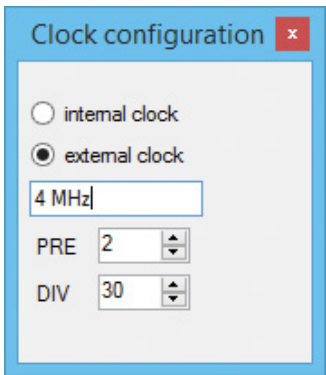 Clock configuration x
internal clock
external clock
4 MHz
PRE 2
DIV 30